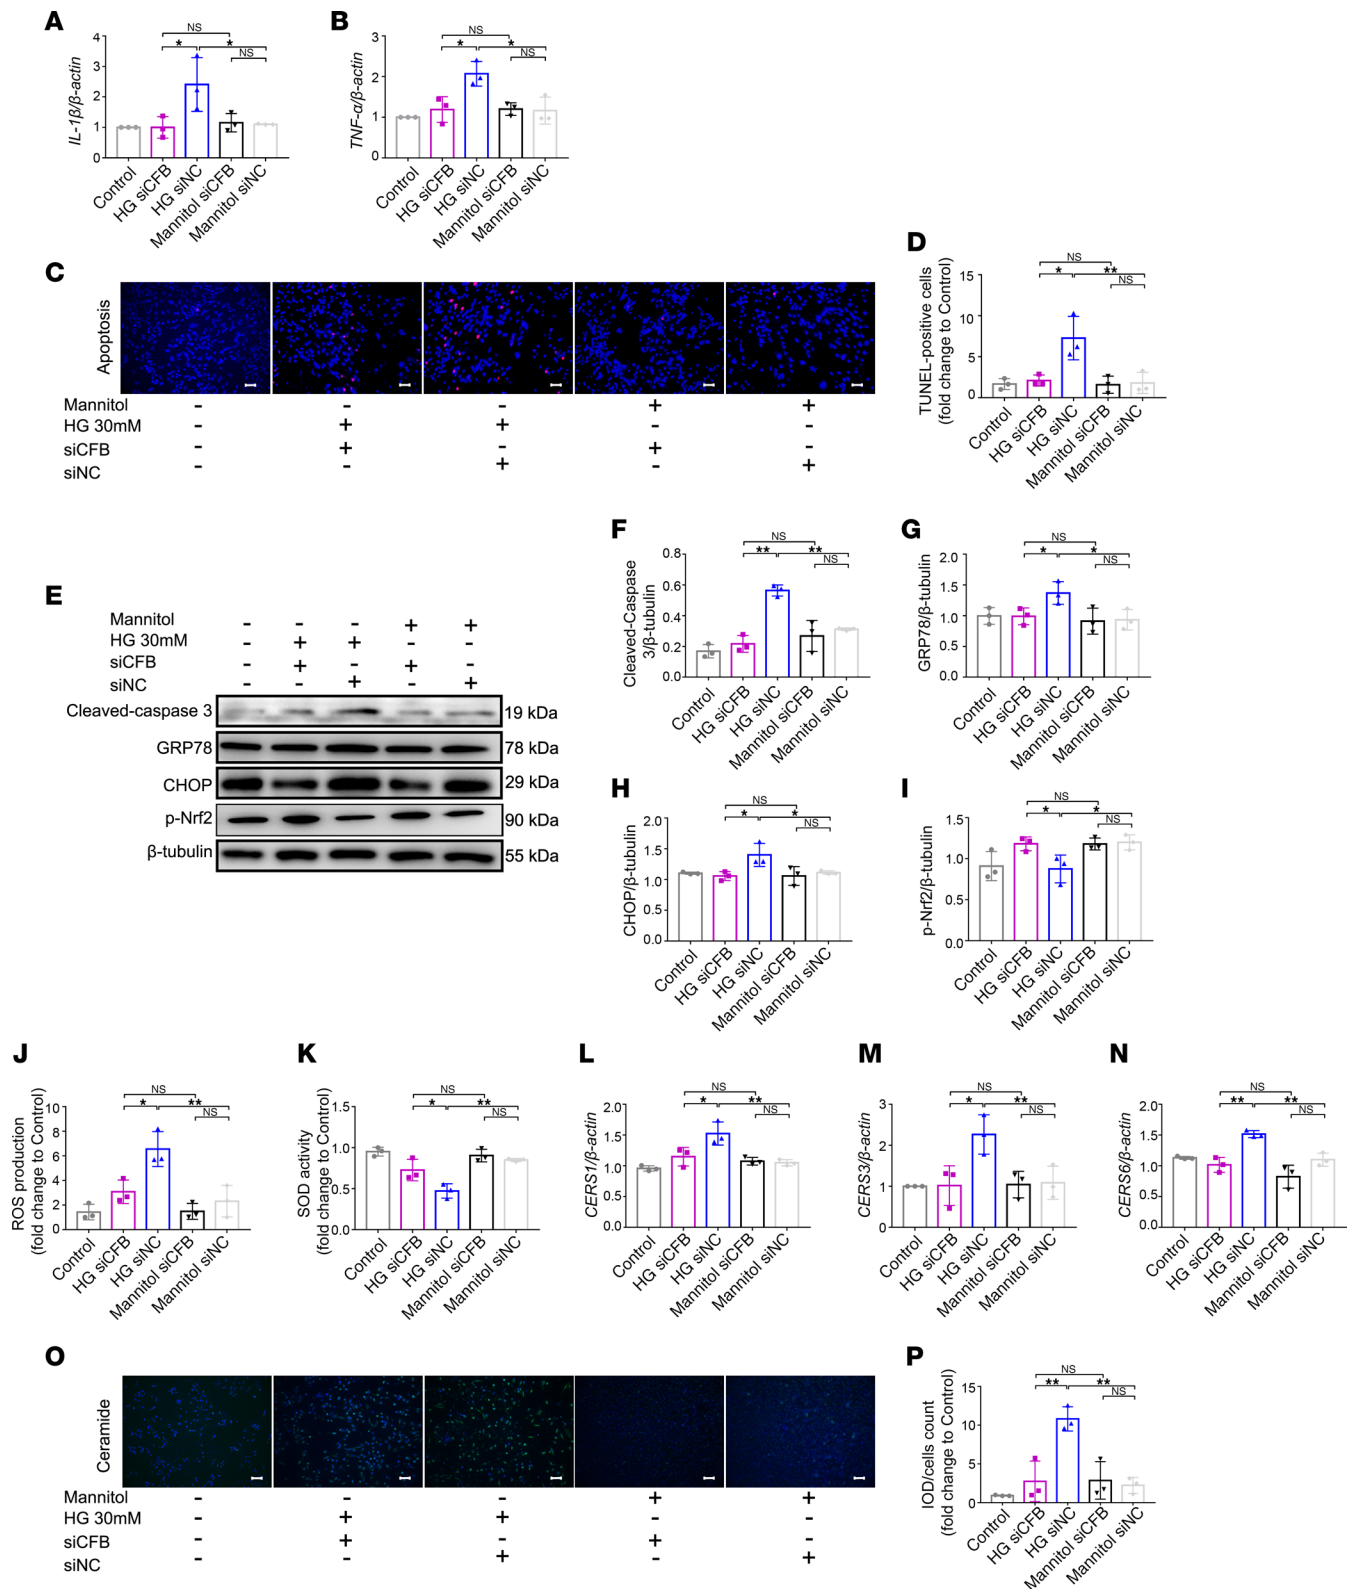 A
IL-1β/β-actin
4
3
2
1
0
NS
*
*
NS
Control
HG siCFB
HG siNC
Mannitol siCFB
Mannitol siNC
B
TNF-α/β-actin
3
2
1
0
NS
*
*
NS
Control
HG siCFB
HG siNC
Mannitol siCFB
Mannitol siNC
C
Apoptosis
Mannitol - - - + +
HG 30mM - + + - -
siCFB - + - + -
siNC - - + - +
D
TUNEL-positive cells
(fold change to Control)
15
10
5
0
NS
*
**
NS
Control
HG siCFB
HG siNC
Mannitol siCFB
Mannitol siNC
E
Mannitol - - - + +
HG 30mM - + + - -
siCFB - + - + -
siNC - - + - +
Cleaved-caspase 3 19 kDa
GRP78 78 kDa
CHOP 29 kDa
p-Nrf2 90 kDa
β-tubulin 55 kDa
F
Cleaved-Caspase
3/β-tubulin
0.8
0.6
0.4
0.2
0.0
NS
**
**
NS
Control
HG siCFB
HG siNC
Mannitol siCFB
Mannitol siNC
G
GRP78/β-tubulin
2.0
1.5
1.0
0.5
0.0
NS
*
*
NS
Control
HG siCFB
HG siNC
Mannitol siCFB
Mannitol siNC
H
CHOP/β-tubulin
2.0
1.5
1.0
0.5
0.0
NS
*
*
NS
Control
HG siCFB
HG siNC
Mannitol siCFB
Mannitol siNC
I
p-Nrf2/β-tubulin
1.5
1.0
0.5
0.0
NS
*
*
NS
Control
HG siCFB
HG siNC
Mannitol siCFB
Mannitol siNC
J
ROS production
(fold change to Control)
10
8
6
4
2
0
NS
*
**
NS
Control
HG siCFB
HG siNC
Mannitol siCFB
Mannitol siNC
K
SOD activity
(fold change to Control)
1.5
1.0
0.5
0.0
NS
*
**
NS
Control
HG siCFB
HG siNC
Mannitol siCFB
Mannitol siNC
L
CERS1/β-actin
2.0
1.5
1.0
0.5
0.0
NS
*
**
NS
Control
HG siCFB
HG siNC
Mannitol siCFB
Mannitol siNC
M
CERS3/β-actin
3
2
1
0
NS
*
**
NS
Control
HG siCFB
HG siNC
Mannitol siCFB
Mannitol siNC
N
CERS6/β-actin
2.0
1.5
1.0
0.5
0.0
NS
**
**
NS
Control
HG siCFB
HG siNC
Mannitol siCFB
Mannitol siNC
O
Ceramide
Mannitol - - - + +
HG 30mM - + + - -
siCFB - + - + -
siNC - - + - +
P
IOD/cells count
(fold change to Control)
15
10
5
0
NS
**
**
NS
Control
HG siCFB
HG siNC
Mannitol siCFB
Mannitol siNC